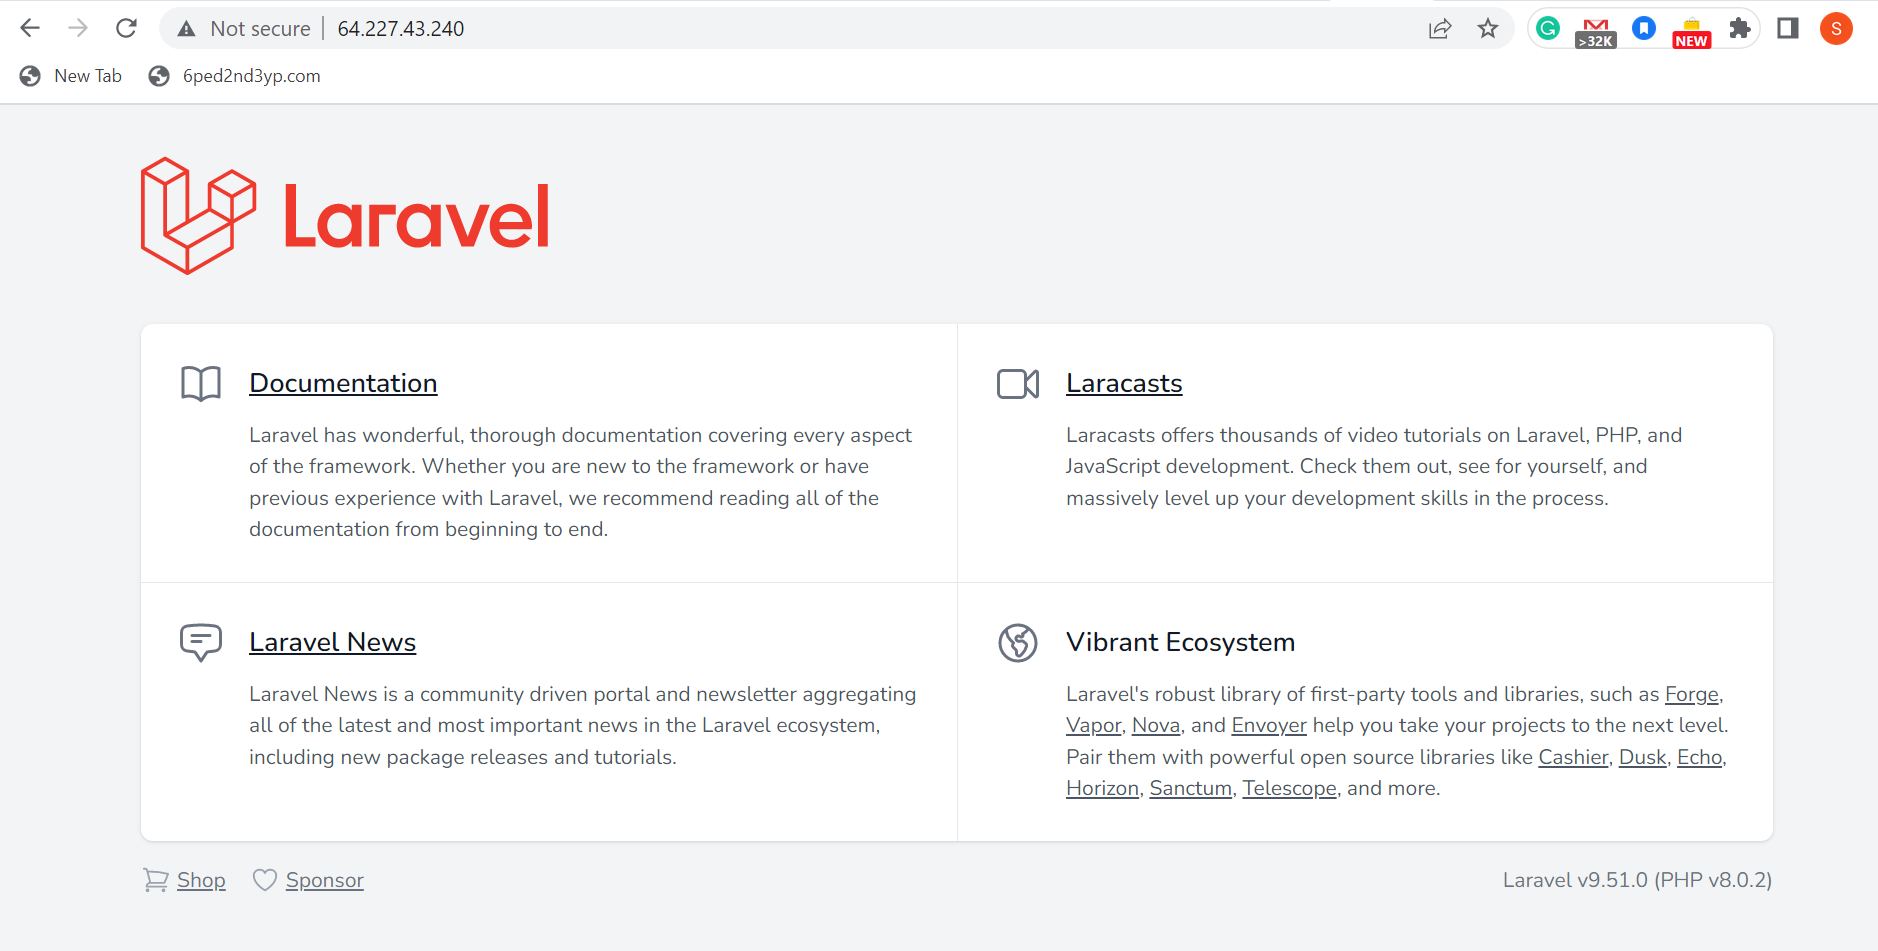 Not secure | 64.227.43.240
>32K
NEW
S
New Tab
6ped2nd3yp.com
Laravel
Documentation
Laravel has wonderful, thorough documentation covering every aspect
of the framework. Whether you are new to the framework or have
previous experience with Laravel, we recommend reading all of the
documentation from beginning to end.
Laracasts
Laracasts offers thousands of video tutorials on Laravel, PHP, and
JavaScript development. Check them out, see for yourself, and
massively level up your development skills in the process.
Laravel News
Laravel News is a community driven portal and newsletter aggregating
all of the latest and most important news in the Laravel ecosystem,
including new package releases and tutorials.
Vibrant Ecosystem
Laravel's robust library of first-party tools and libraries, such as Forge,
Vapor, Nova, and Envoyer help you take your projects to the next level.
Pair them with powerful open source libraries like Cashier, Dusk, Echo,
Horizon, Sanctum, Telescope, and more.
Shop
Sponsor
Laravel v9.51.0 (PHP v8.0.2)